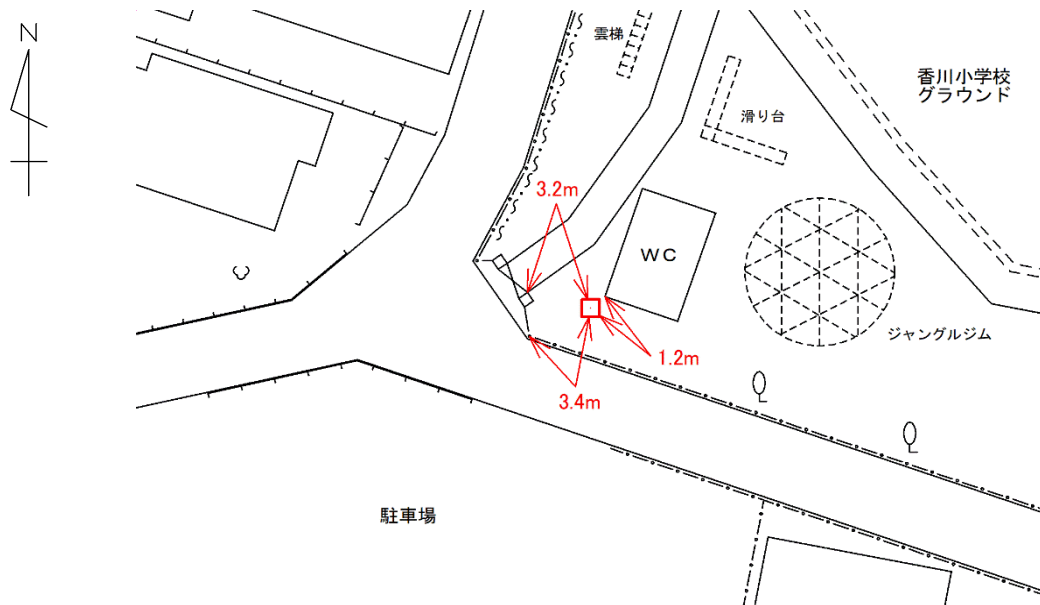 N
雲梯
香川小学校
グラウンド
滑り台
3.2m
WC
ジャングルジム
1.2m
3.4m
駐車場